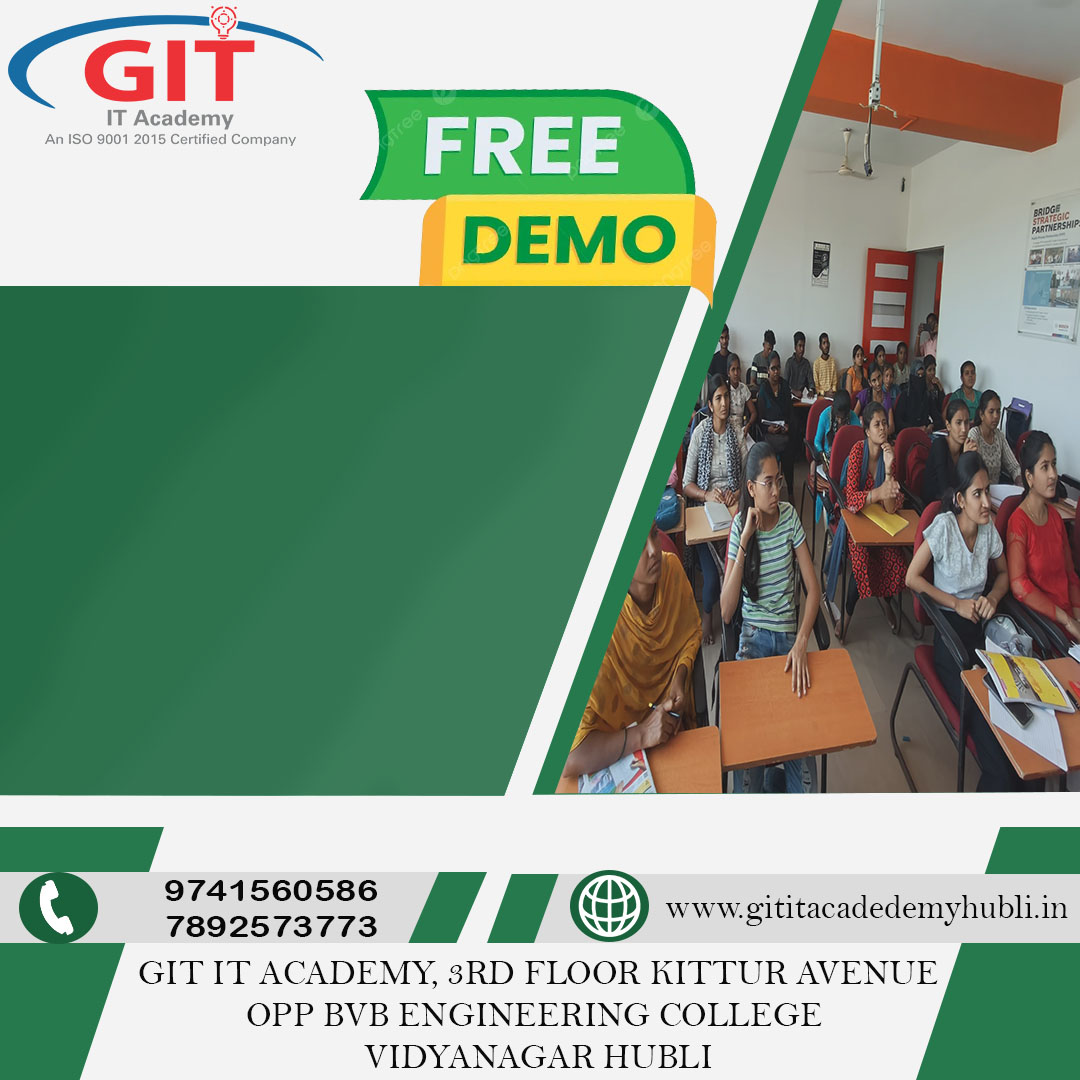 GIT
IT Academy
An ISO 9001 2015 Certified Company
FREE
DEMO
BRIDGE
STRATEGIC
PARTNERSHIPS
9741560586
7892573773
www.gititacadedemyhubli.in
GIT IT ACADEMY, 3RD FLOOR KITTUR AVENUE
OPP BVB ENGINEERING COLLEGE
VIDYANAGAR HUBLI